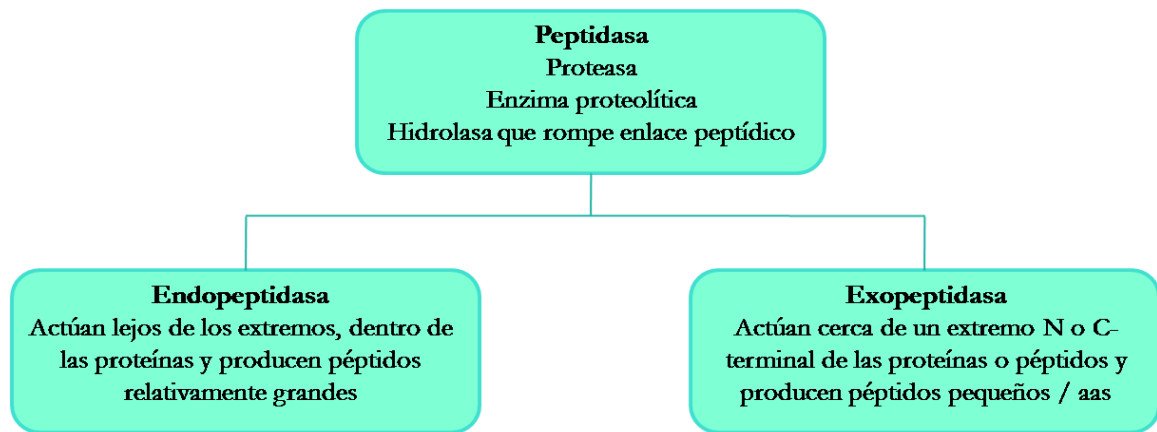 Peptidasa
Proteasa
Enzima proteolítica
Hidrolasa que rompe enlace peptídico
Endopeptidasa
Actúan lejos de los extremos, dentro de
las proteínas y producen péptidos
relativamente grandes
Exopeptidasa
Actúan cerca de un extremo N o C-
terminal de las proteínas o péptidos y
producen péptidos pequeños / aas